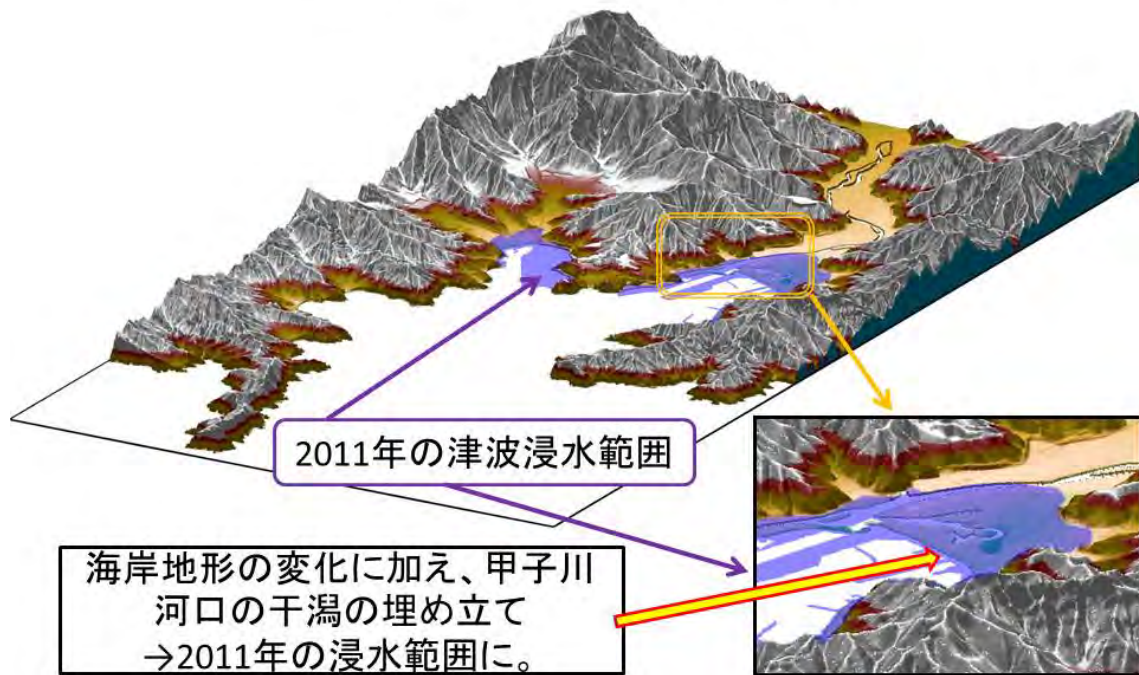 2011年の津波浸水範囲
海岸地形の変化に加え、甲子川
河口の干潟の埋め立て
→2011年の浸水範囲に。